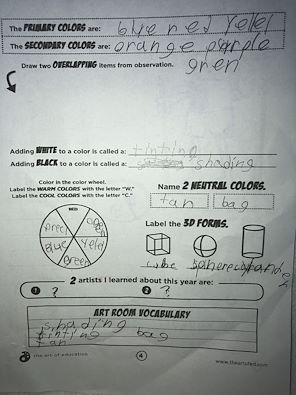 The PRIMARY COLORS are: blue red Yelel
The SECONDARY COLORS are: orange purple
gren
Draw two OVERLAPPING items from observation.
Adding WHITE to a color is called a: tinting
Adding BLACK to a color is called a: shading
Color in the color wheel.
Label the WARM COLORS with the letter "W."
Label the COOL COLORS with the letter "C."
Name 2 NEUTRAL COLORS.
tan bag
RED
Blue Yelel
Green
Label the 3D FORMS.
cube sphere
2 artists I learned about this year are:
1 ? 2 ?
ART ROOM VOCABULARY
shading
tinting bag
tan
the art of education
4
www.theartofed.com